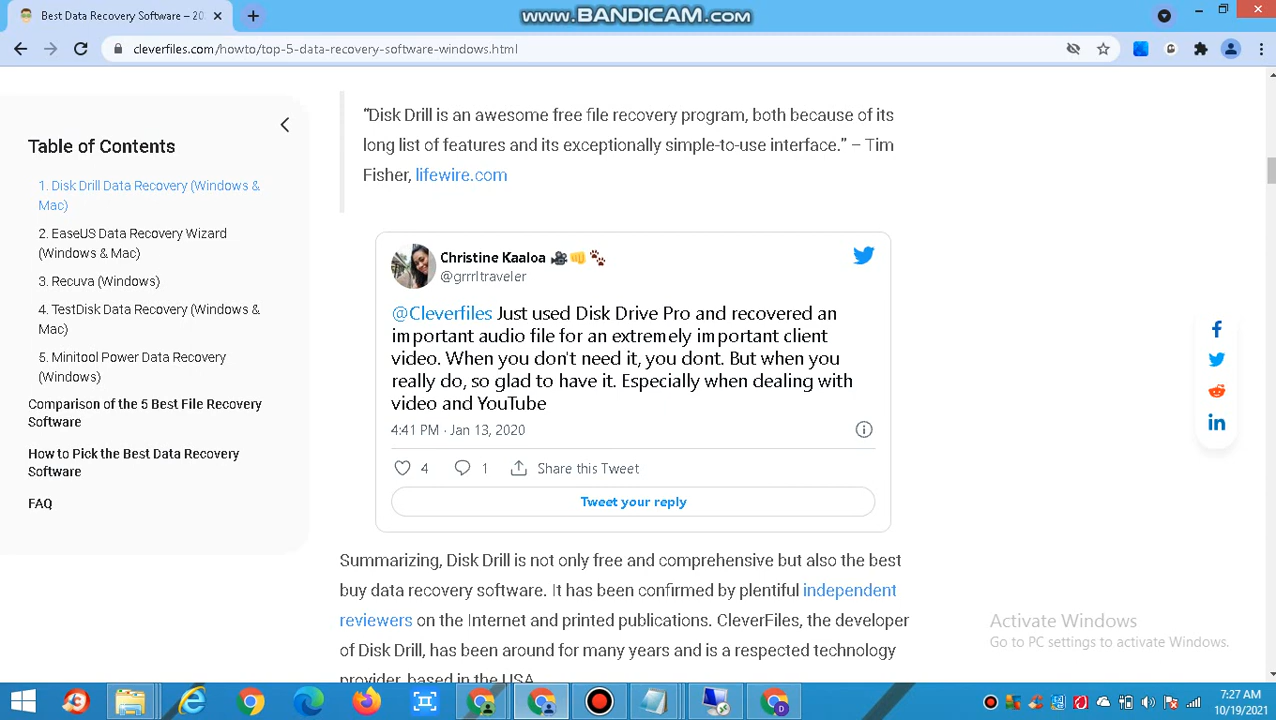 Best Data Recovery Software – 20
www.BANDICAM.com
cleverfiles.com/howto/top-5-data-recovery-software-windows.html
Table of Contents
1. Disk Drill Data Recovery (Windows &
Mac)
2. EaseUS Data Recovery Wizard
(Windows & Mac)
3. Recuva (Windows)
4. TestDisk Data Recovery (Windows &
Mac)
5. Minitool Power Data Recovery
(Windows)
Comparison of the 5 Best File Recovery
Software
How to Pick the Best Data Recovery
Software
FAQ
“Disk Drill is an awesome free file recovery program, both because of its
long list of features and its exceptionally simple-to-use interface.” – Tim
Fisher, lifewire.com
Christine Kaaloa 🎥👊🐾
@grrrltraveler
@Cleverfiles Just used Disk Drive Pro and recovered an
important audio file for an extremely important client
video. When you don't need it, you dont. But when you
really do, so glad to have it. Especially when dealing with
video and YouTube
4:41 PM · Jan 13, 2020
4 1 Share this Tweet
Tweet your reply
Summarizing, Disk Drill is not only free and comprehensive but also the best
buy data recovery software. It has been confirmed by plentiful independent
reviewers on the Internet and printed publications. CleverFiles, the developer
of Disk Drill, has been around for many years and is a respected technology
provider, based in the USA.
Activate Windows
Go to PC settings to activate Windows.
7:27 AM
10/19/2021